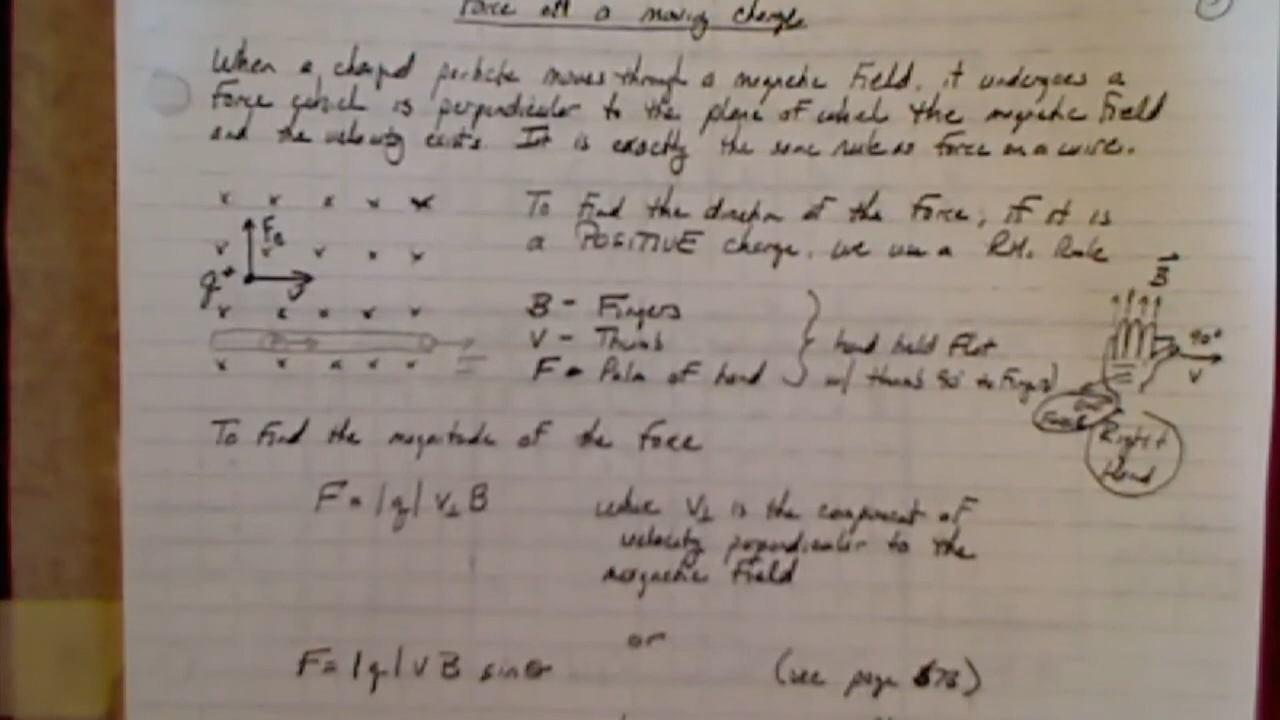 Force on a moving charge
When a charged particle moves through a magnetic Field, it undergoes a
Force which is perpendicular to the plane of which the magnetic Field
and the velocity exists. It is exactly the same rule as Force on a wire.
x x x x x
To Find the direction of the Force, if it is
FB
a POSITIVE charge, we use a RH. Rule
x x x x
q+ v
B
x x x x x
B - Fingers
V - Thumb
hand held Flat
90°
F = Palm of hand
w/ thumb 90° to Fingers
V
x x x x x
Force
Right
Hand
To Find the magnitude of the Force
F = |q| v⊥ B
where V⊥ is the component of
velocity perpendicular to the
magnetic Field
or
F = |q| v B sinθ
(see page)